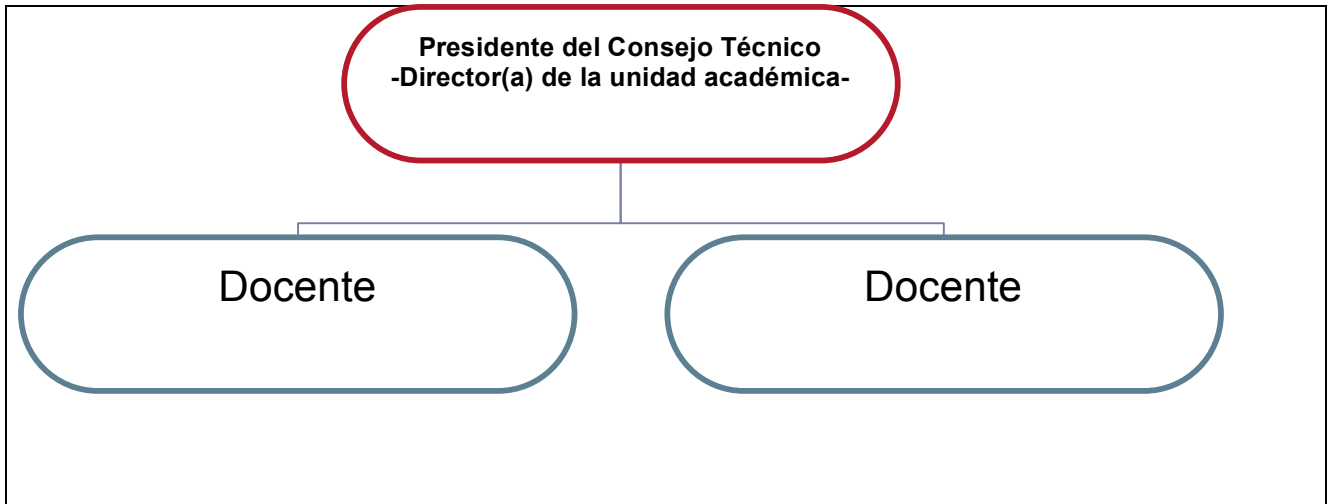 Presidente del Consejo Técnico
-Director(a) de la unidad académica-
Docente
Docente